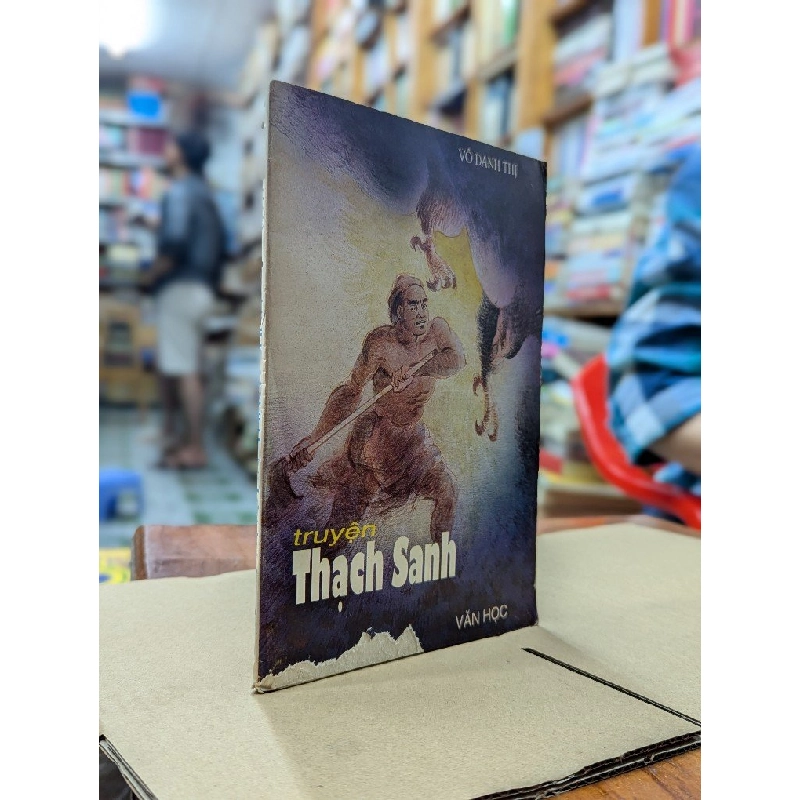 VÔ DANH THỊ
truyện
Thạch Sanh
VĂN HỌC